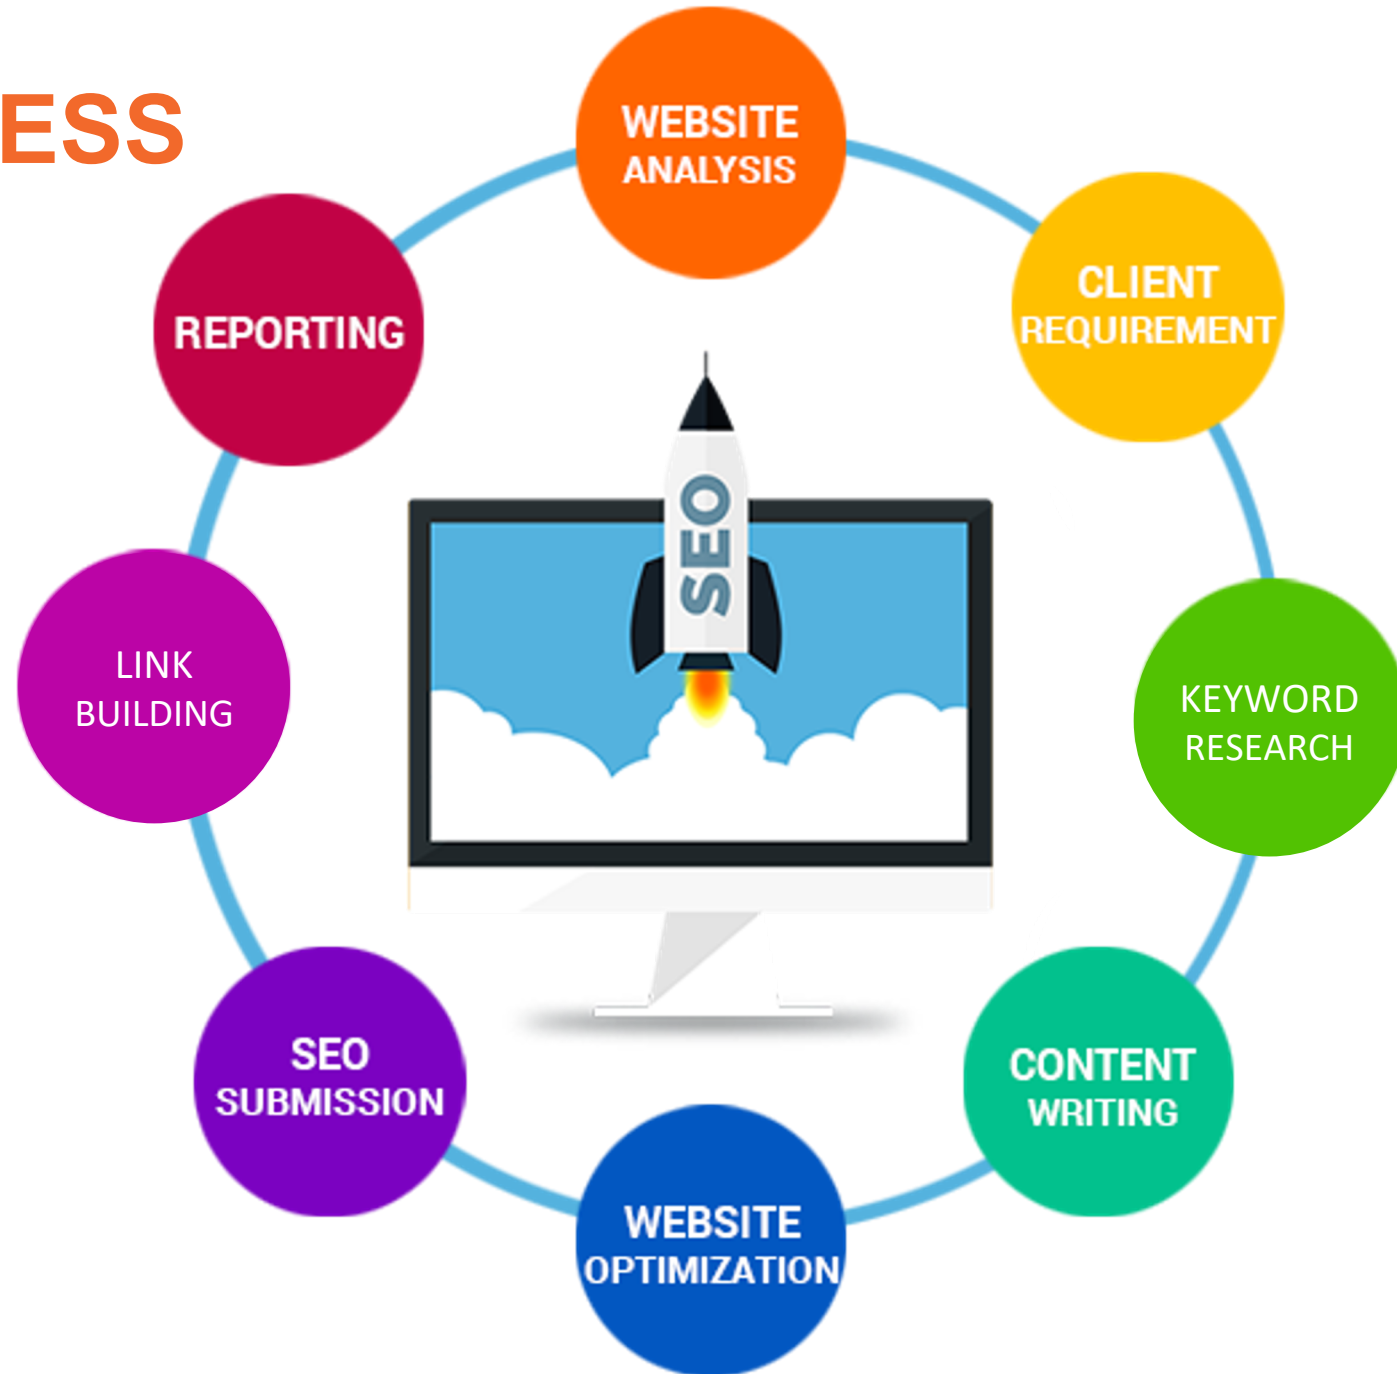 ESS
WEBSITE
ANALYSIS
CLIENT
REQUIREMENT
KEYWORD
RESEARCH
CONTENT
WRITING
WEBSITE
OPTIMIZATION
SEO
SUBMISSION
LINK
BUILDING
REPORTING
SEO